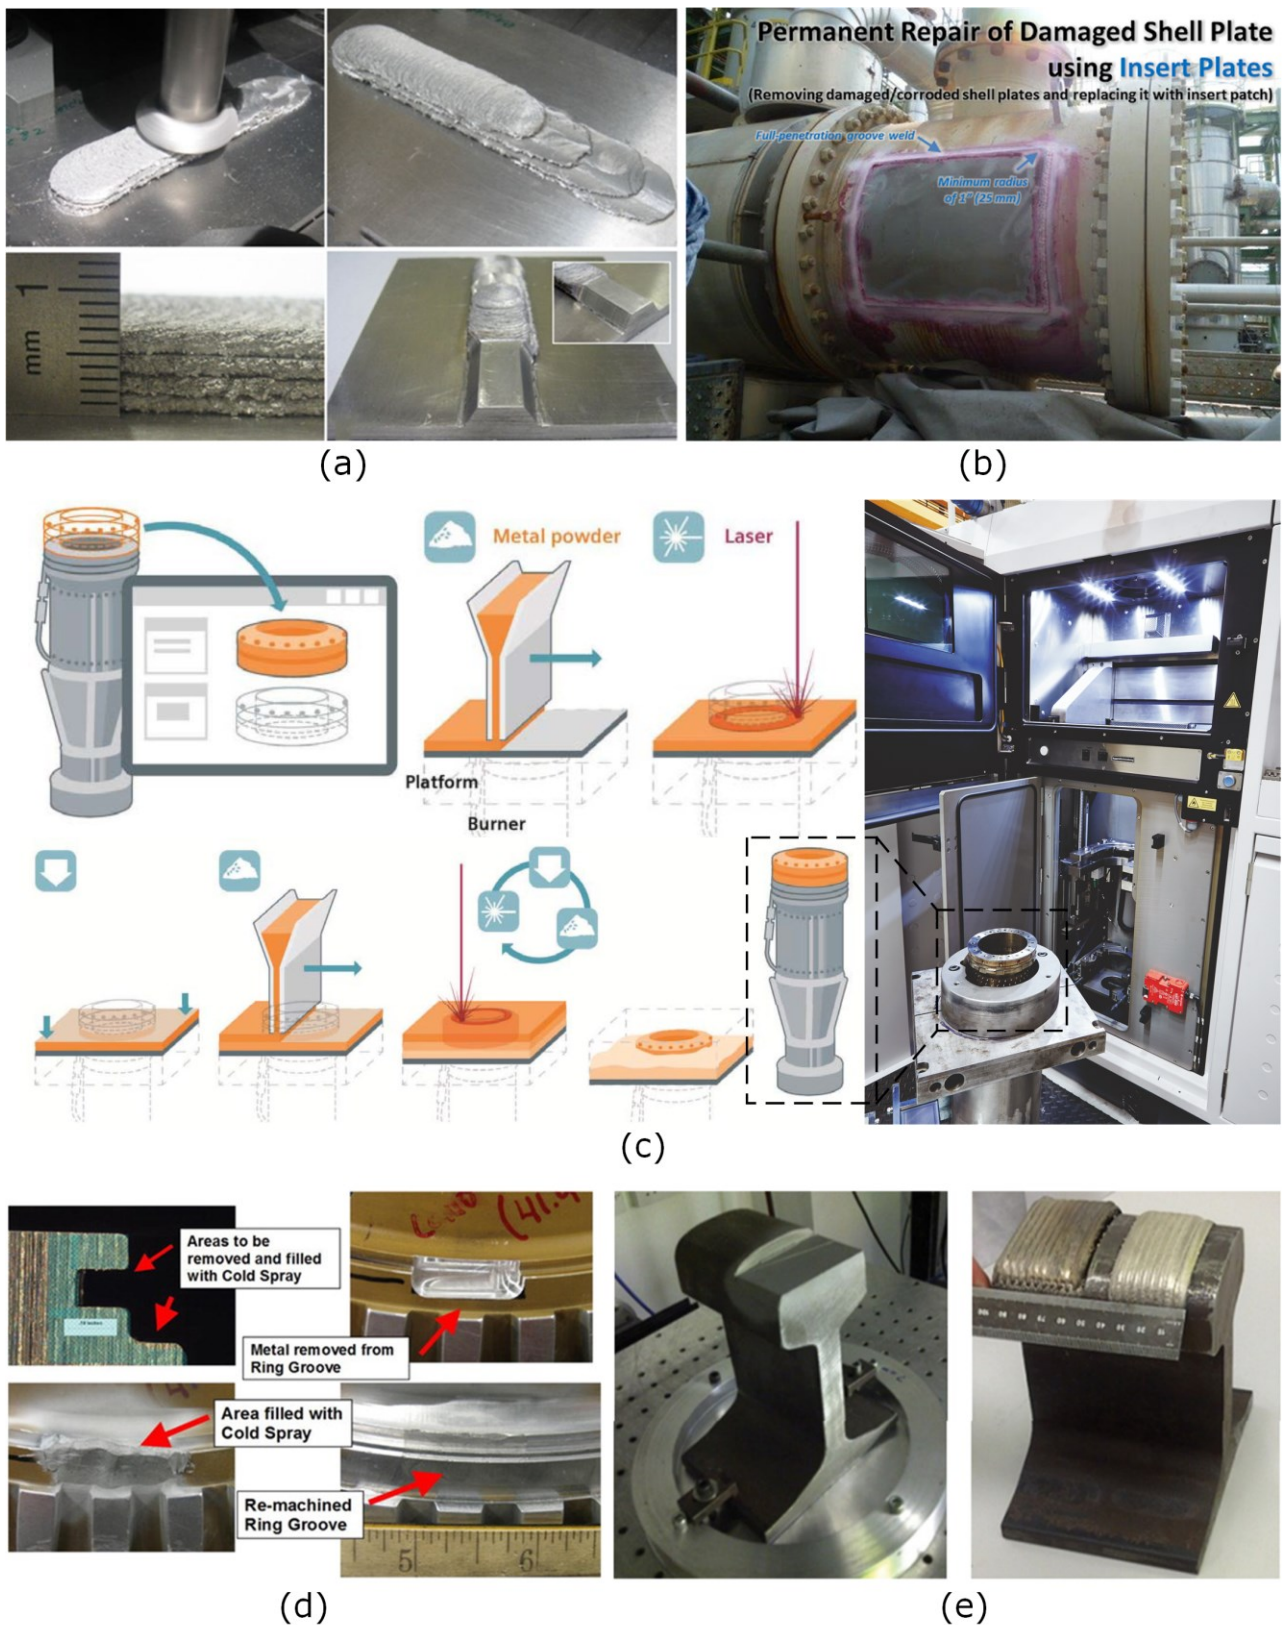 Permanent Repair of Damaged Shell Plate
using Insert Plates
(Removing damaged/corroded shell plates and replacing it with insert patch)
Full-penetration groove weld
Minimum radius
of 1" (25 mm)
1
mm
(a)
(b)
Metal powder
Laser
Platform
Burner
(c)
Areas to be
removed and filled
with Cold Spray
Metal removed from
Ring Groove
Area filled with
Cold Spray
Re-machined
Ring Groove
5
6
(d)
(e)